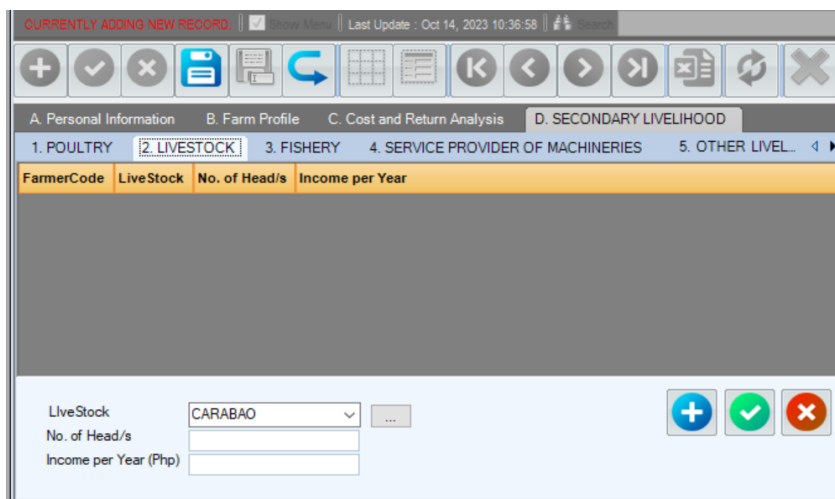 CURRENTLY ADDING NEW RECORD. Show Menu Last Update : Oct 14, 2023 10:36:58 Search
A. Personal Information B. Farm Profile C. Cost and Return Analysis D. SECONDARY LIVELIHOOD
1. POULTRY 2. LIVESTOCK 3. FISHERY 4. SERVICE PROVIDER OF MACHINERIES 5. OTHER LIVEL...
FarmerCode LiveStock No. of Head/s Income per Year
LIveStock CARABAO ...
No. of Head/s
Income per Year (Php)